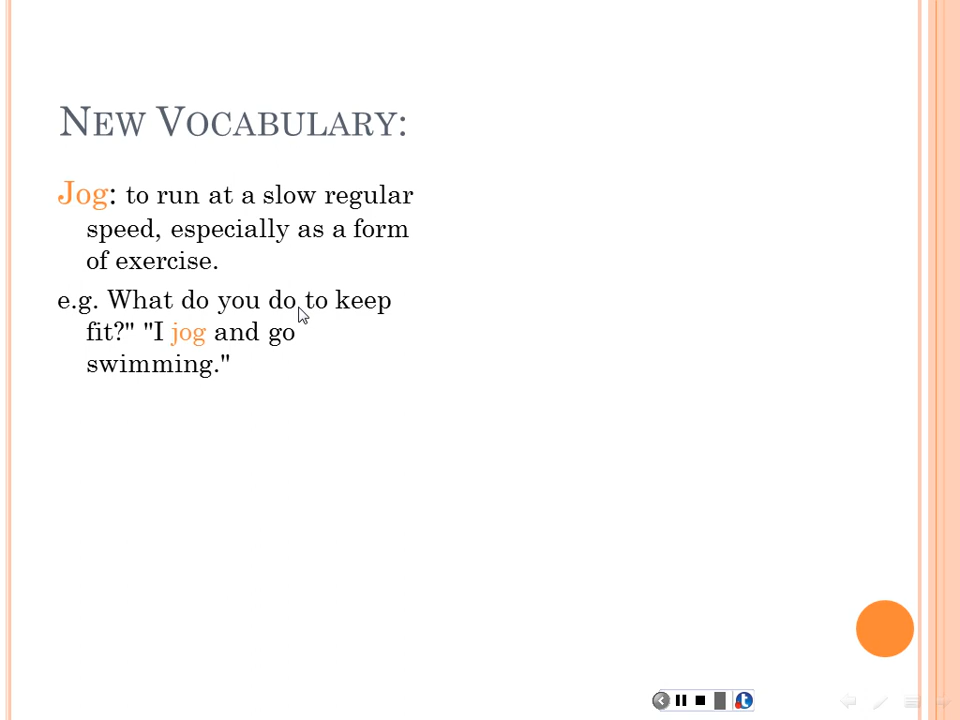 NEW VOCABULARY:
Jog: to run at a slow regular
speed, especially as a form
of exercise.
e.g. What do you do to keep
fit?" "I jog and go
swimming."